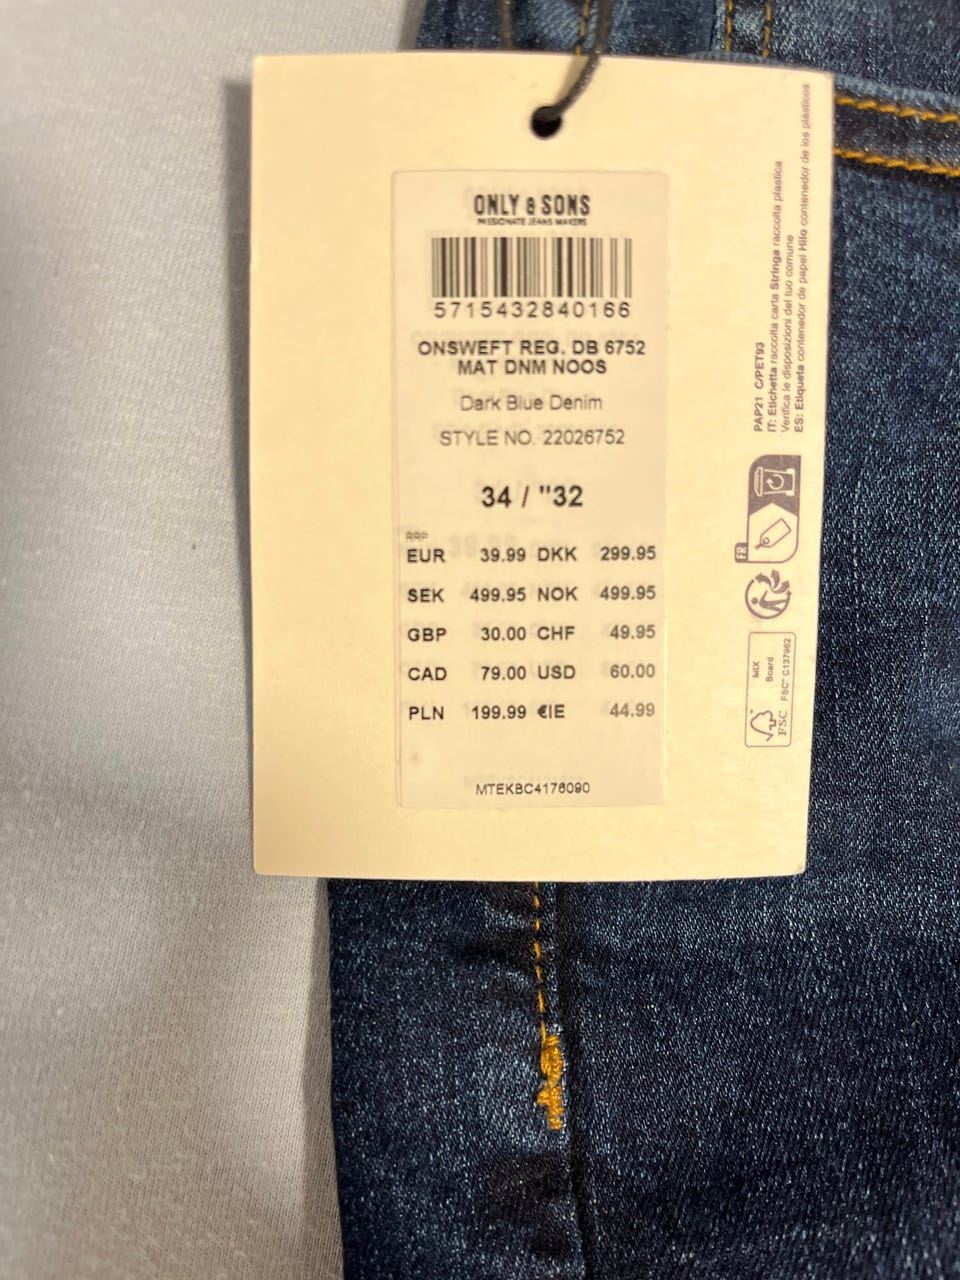 ONLY & SONS
PASSIONATE JEANS MAKERS
5715432840166
ONSWEFT REG. DB 6752
MAT DNM NOOS
Dark Blue Denim
STYLE NO. 22026752
34 / "32
RRP
EUR 39.99 DKK 299.95
SEK 499.95 NOK 499.95
GBP 30.00 CHF 49.95
CAD 79.00 USD 60.00
PLN 199.99 €IE 44.99
MTEKBC4176090
PAP21 C/PET93
IT: Etichetta raccolta carta Stringa raccolta plastica
Verifica le disposizioni del tuo comune
ES: Etiqueta contenedor de papel Hilo contenedor de los plásticos
FR
FSC
MIX
Board
FSC™ C137962